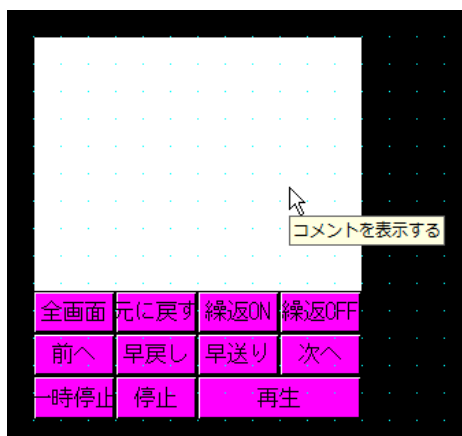 コメントを表示する
全画面 元に戻す 繰返ON 繰返OFF
前へ 早戻し 早送り 次へ
一時停止 停止 再生